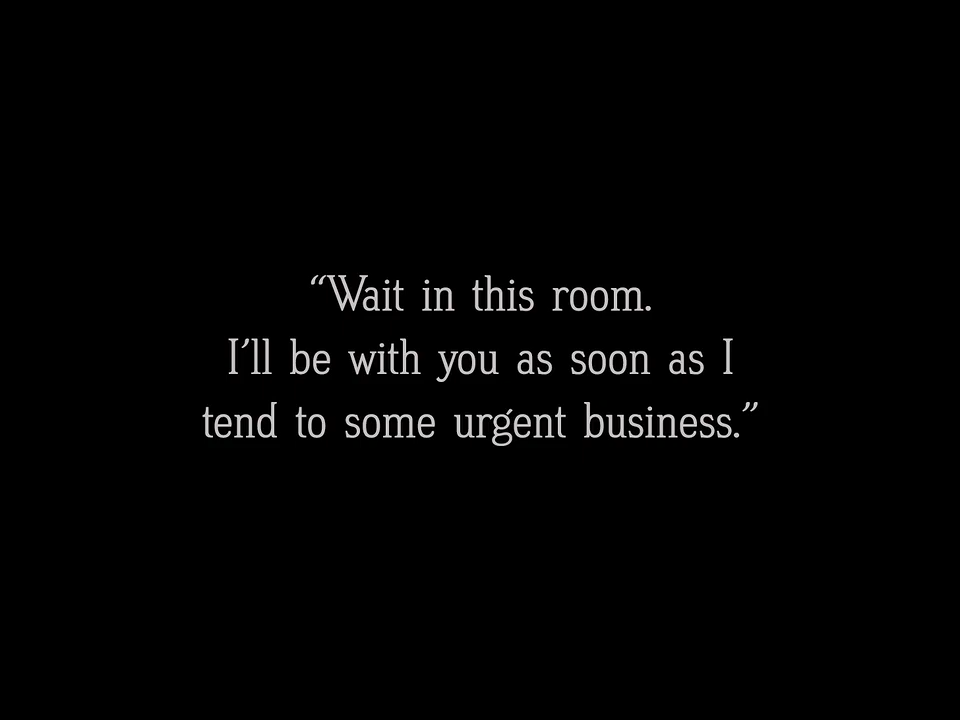 “Wait in this room.
I’ll be with you as soon as I
tend to some urgent business.”